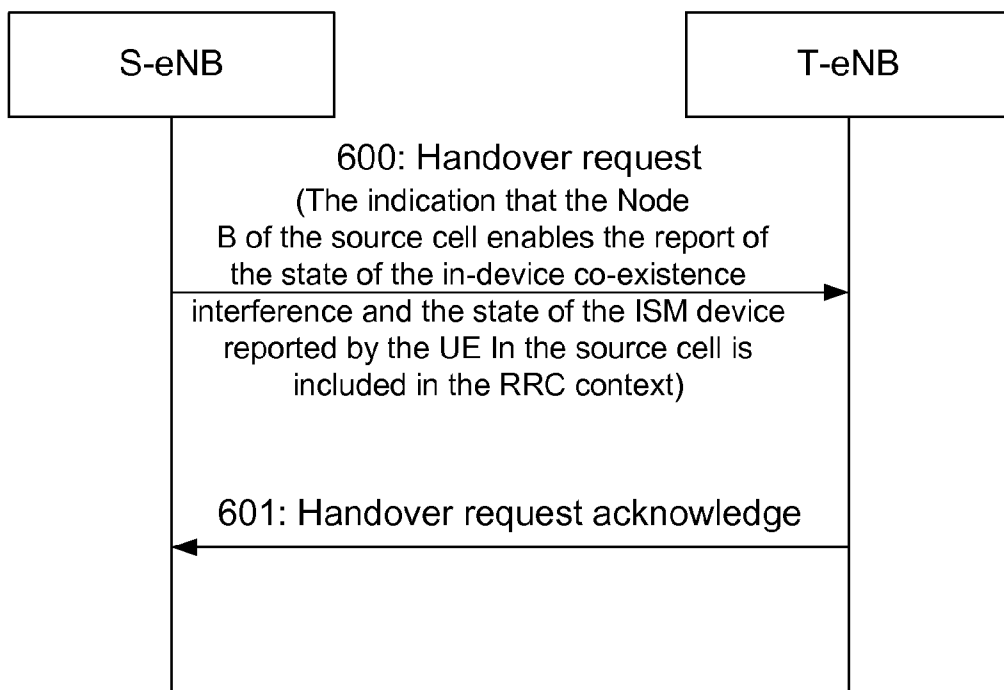 S-eNB
T-eNB
600: Handover request
(The indication that the Node
B of the source cell enables the report of
the state of the in-device co-existence
interference and the state of the ISM device
reported by the UE In the source cell is
included in the RRC context)
601: Handover request acknowledge